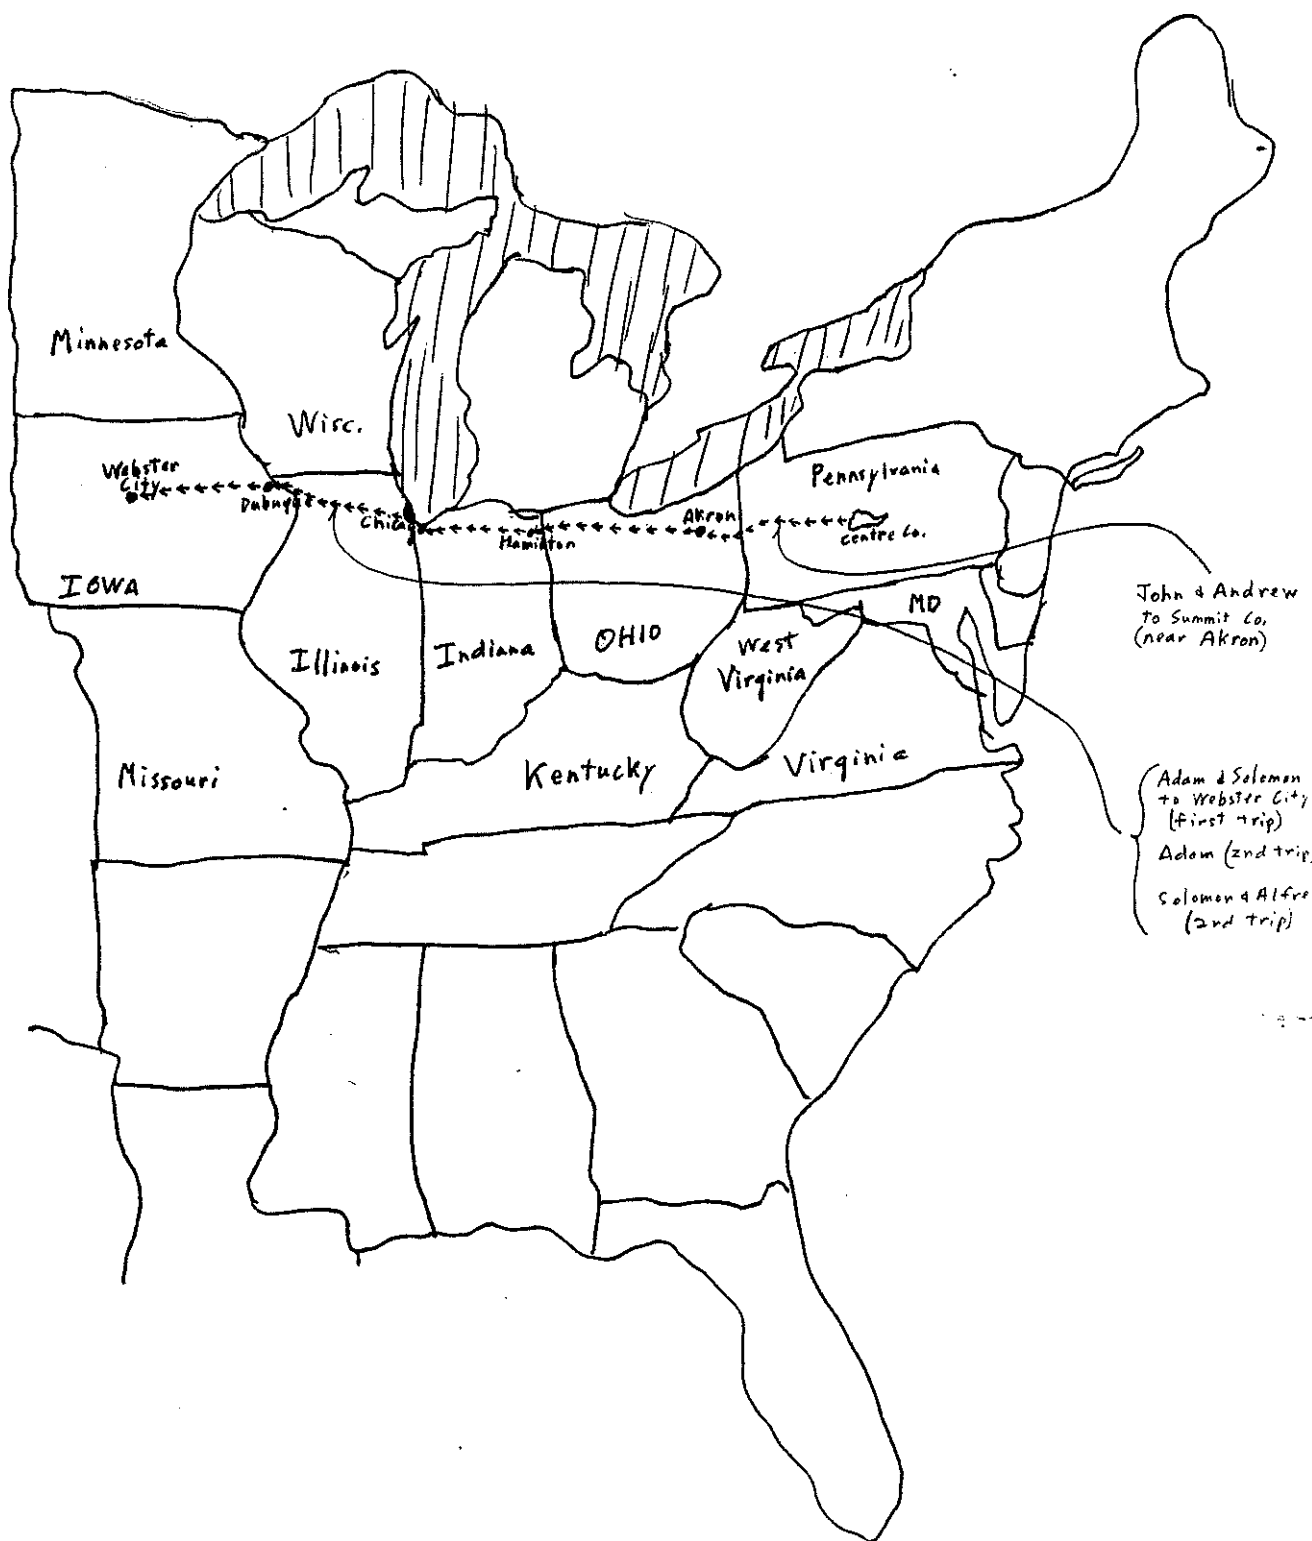 Minnesota
Wisc.
Webster
City
Dubuque
Pennsylvania
Akron
Hamilton
Centre Co.
IOWA
Illinois
Indiana
OHIO
MD
West
Virginia
John & Andrew
to Summit Co.
(near Akron)
Missouri
Kentucky
Virginia
Adam & Solomon
to Webster City
(first trip)
Adam (2nd trip
Solomon & Alfre
(2nd trip)